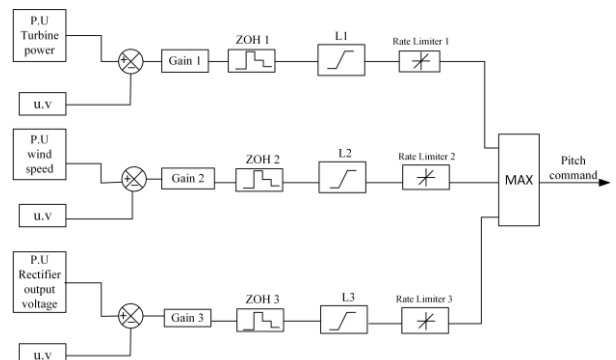 P.U
Turbine
power
u.v
Gain 1
ZOH 1
L1
Rate Limiter 1
P.U
wind
speed
u.v
Gain 2
ZOH 2
L2
Rate Limiter 2
MAX
Pitch
command
P.U
Rectifier
output
voltage
u.v
Gain 3
ZOH 3
L3
Rate Limiter 3